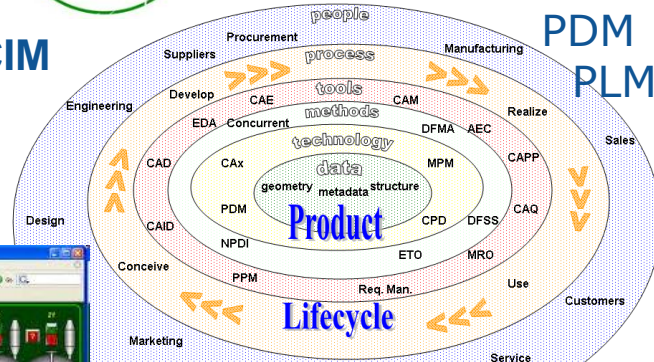 people
PDM
Procurement
Manufacturing
CIM
Suppliers
process
PLM
Develop
tools
CAE
CAM
Engineering
methods
Realize
EDA
Concurrent
DFMA
AEC
technology
Sales
data
CAD
CAx
MPM
CAPP
geometry
metadata
structure
PDM
Product
CPD
DFSS
CAQ
Design
CAID
NPDI
ETO
MRO
Conceive
PPM
Req. Man.
Use
Lifecycle
Customers
Marketing
Service